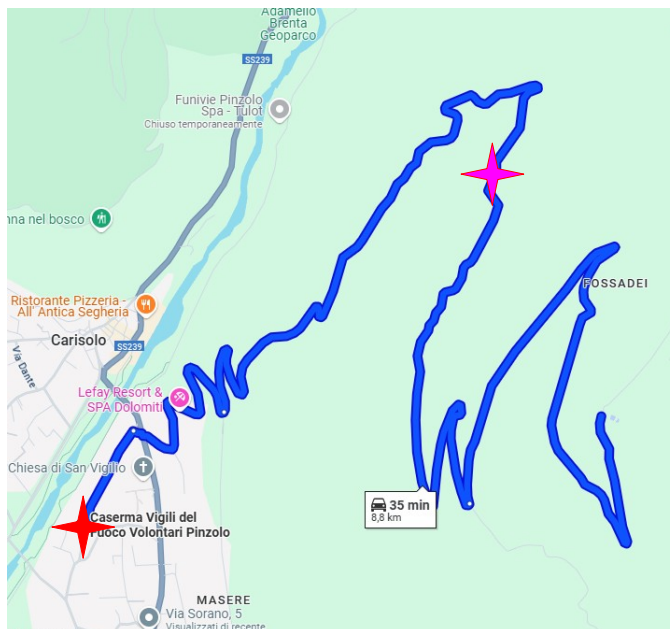 Adamello
Brenta
Geoparco
SS239
Funivie Pinzolo
Spa - Tulot
Chiuso temporaneamente
nna nel bosco
FOSSADEI
Ristorante Pizzeria -
All' Antica Segheria
Carisolo
SS239
Via Dante
Lefay Resort &
SPA Dolomiti
Chiesa di San Vigilio
35 min
8,8 km
Caserma Vigili del
Fuoco Volontari Pinzolo
MASERE
Via Sorano, 5
Visualizzati di recente